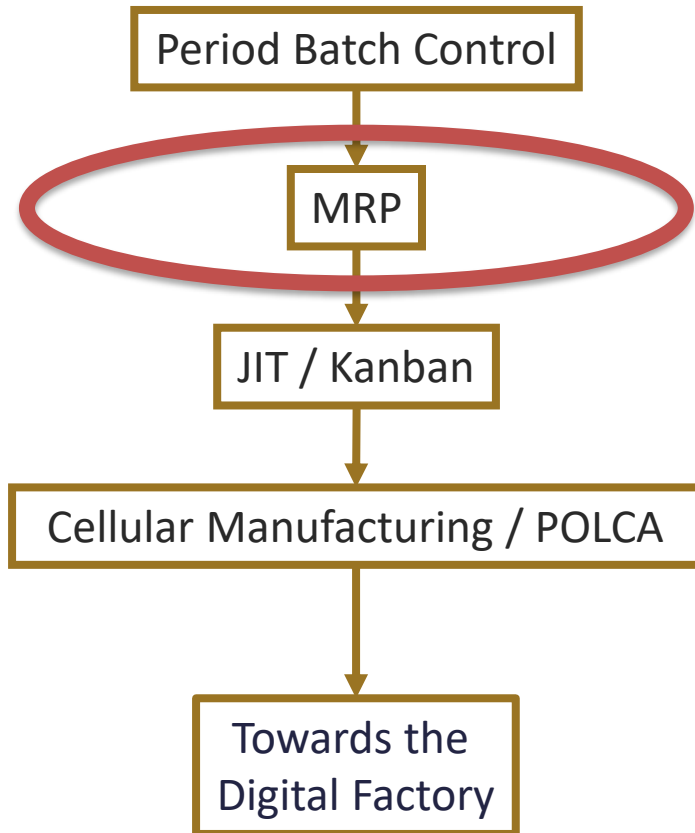 Period Batch Control
MRP
JIT / Kanban
Cellular Manufacturing / POLCA
Towards the
Digital Factory